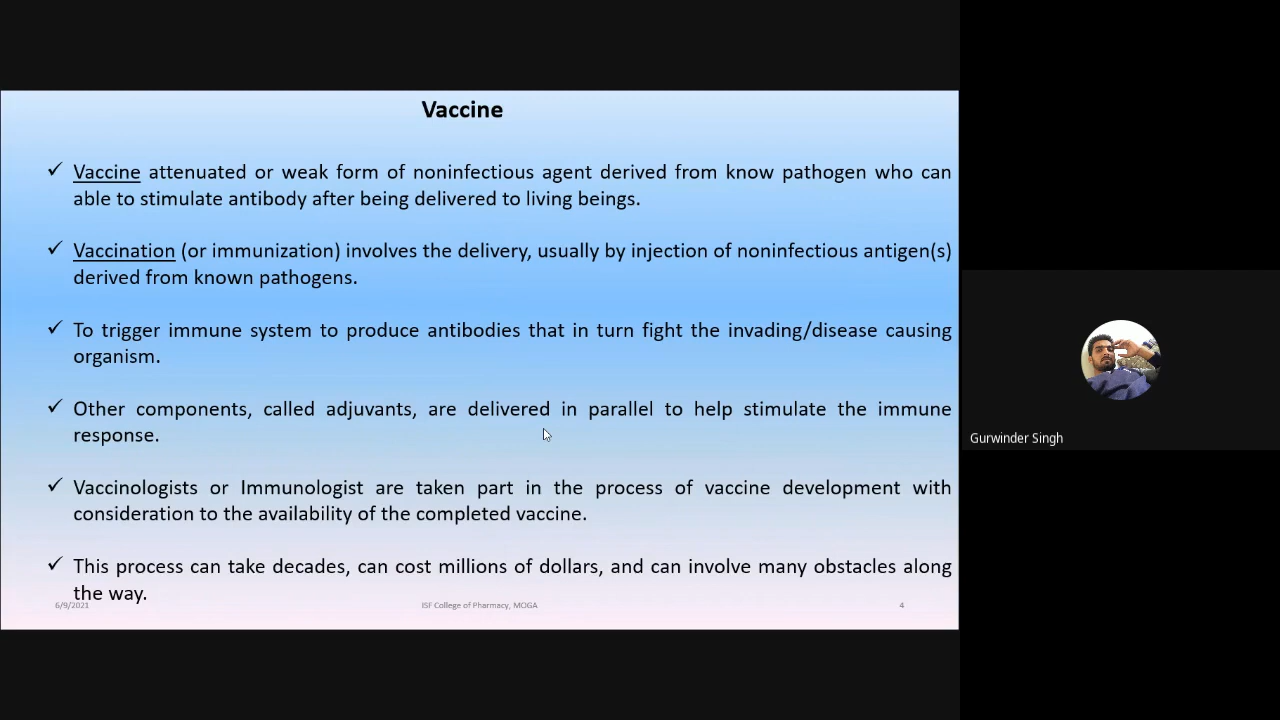 Vaccine
✓ Vaccine attenuated or weak form of noninfectious agent derived from know pathogen who can
able to stimulate antibody after being delivered to living beings.
✓ Vaccination (or immunization) involves the delivery, usually by injection of noninfectious antigen(s)
derived from known pathogens.
✓ To trigger immune system to produce antibodies that in turn fight the invading/disease causing
organism.
✓ Other components, called adjuvants, are delivered in parallel to help stimulate the immune
response.
✓ Vaccinologists or Immunologist are taken part in the process of vaccine development with
consideration to the availability of the completed vaccine.
✓ This process can take decades, can cost millions of dollars, and can involve many obstacles along
the way.
6/9/2021
ISF College of Pharmacy, MOGA
4
Gurwinder Singh